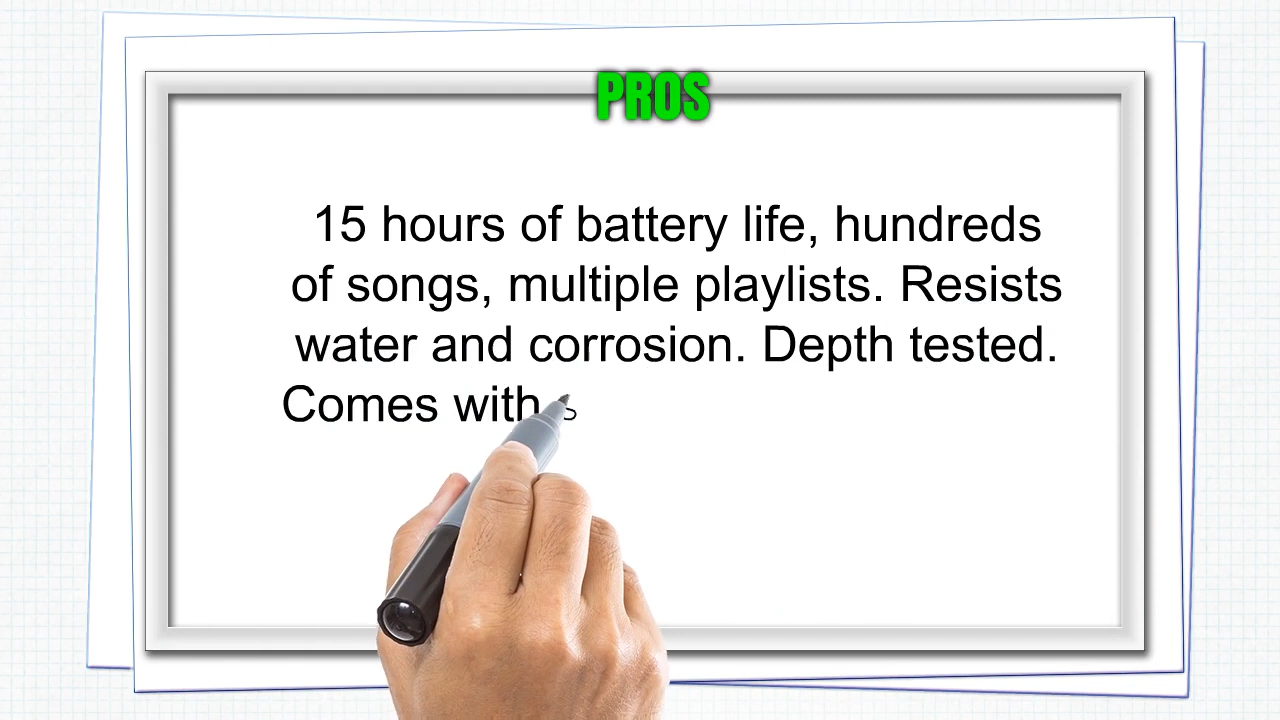 PROS
15 hours of battery life, hundreds
of songs, multiple playlists. Resists
water and corrosion. Depth tested.
Comes with